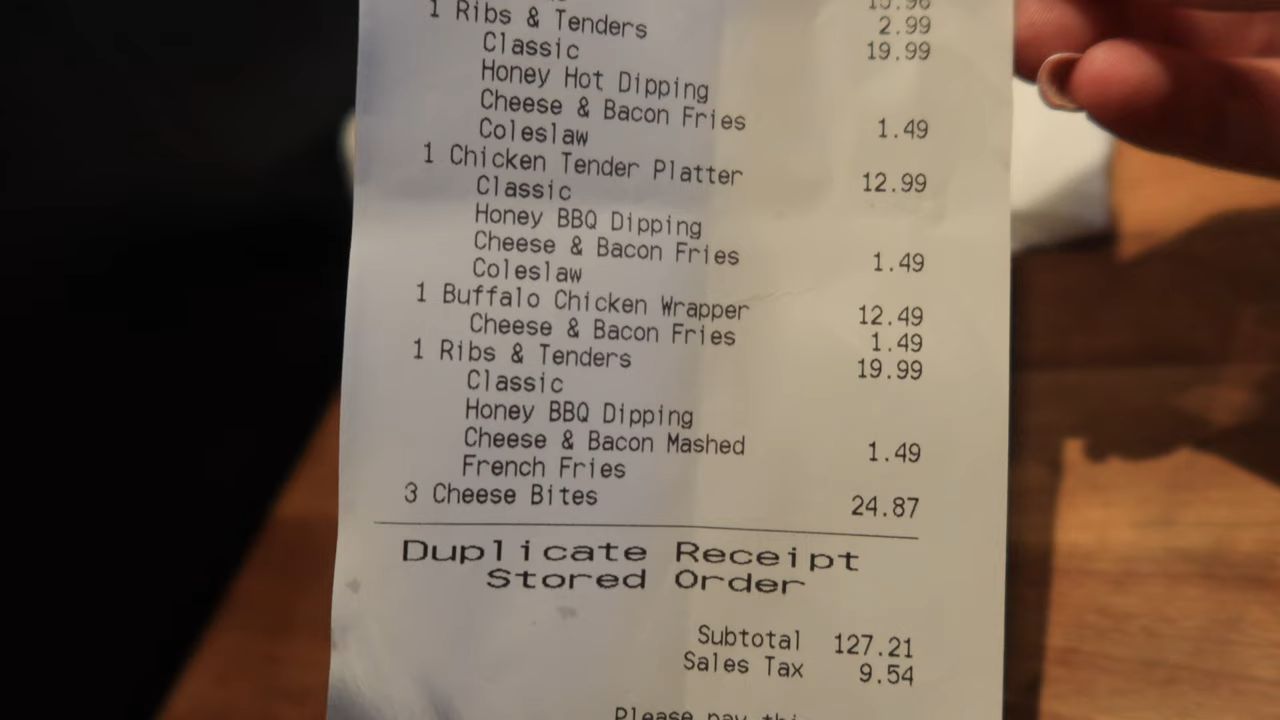 15.96
2.99
1 Ribs & Tenders 19.99
Classic
Honey Hot Dipping
Cheese & Bacon Fries 1.49
Coleslaw
1 Chicken Tender Platter 12.99
Classic
Honey BBQ Dipping
Cheese & Bacon Fries 1.49
Coleslaw
1 Buffalo Chicken Wrapper 12.49
Cheese & Bacon Fries 1.49
1 Ribs & Tenders 19.99
Classic
Honey BBQ Dipping
Cheese & Bacon Mashed 1.49
French Fries
3 Cheese Bites 24.87
Duplicate Receipt
Stored Order
Subtotal 127.21
Sales Tax 9.54
Please pay